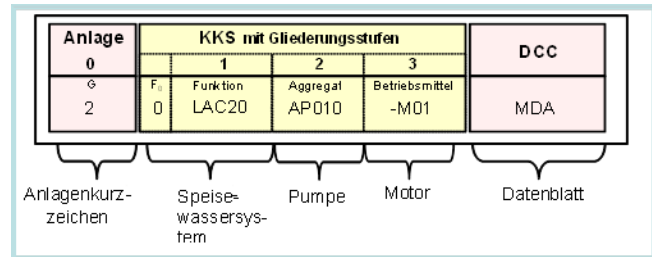 Anlage KKS mit Gliederungsstufen DCC
0 1 2 3
G F₀ Funktion Aggregat Betriebsmittel
2 0 LAC20 AP010 -M01 MDA
Anlagenkurz- Speise- Pumpe Motor Datenblatt
zeichen wassersys-
tem